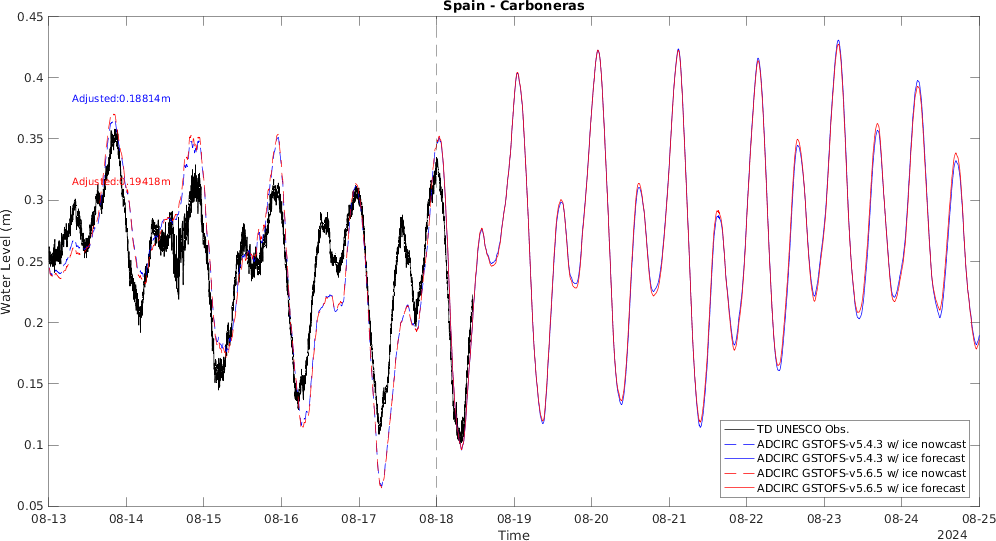 Spain - Carboneras
0.45
0.4
0.35
0.3
0.25
0.2
0.15
0.1
0.05
Water Level (m)
Adjusted:0.18814m
Adjusted:0.19418m
TD UNESCO Obs.
ADCIRC GSTOFS-v5.4.3 w/ ice nowcast
ADCIRC GSTOFS-v5.4.3 w/ ice forecast
ADCIRC GSTOFS-v5.6.5 w/ ice nowcast
ADCIRC GSTOFS-v5.6.5 w/ ice forecast
08-13 08-14 08-15 08-16 08-17 08-18 08-19 08-20 08-21 08-22 08-23 08-24 08-25
Time
2024